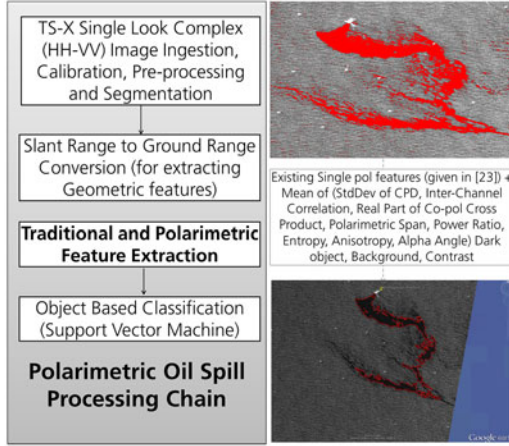 TS-X Single Look Complex
(HH-VV) Image Ingestion,
Calibration, Pre-processing
and Segmentation
Slant Range to Ground Range
Conversion (for extracting
Geometric features)
Traditional and Polarimetric
Feature Extraction
Object Based Classification
(Support Vector Machine)
Polarimetric Oil Spill
Processing Chain
Existing Single pol features (given in [23]) +
Mean of (StdDev of CPD, Inter-Channel
Correlation, Real Part of Co-pol Cross
Product, Polarimetric Span, Power Ratio,
Entropy, Anisotropy, Alpha Angle) Dark
object, Background, Contrast
Google